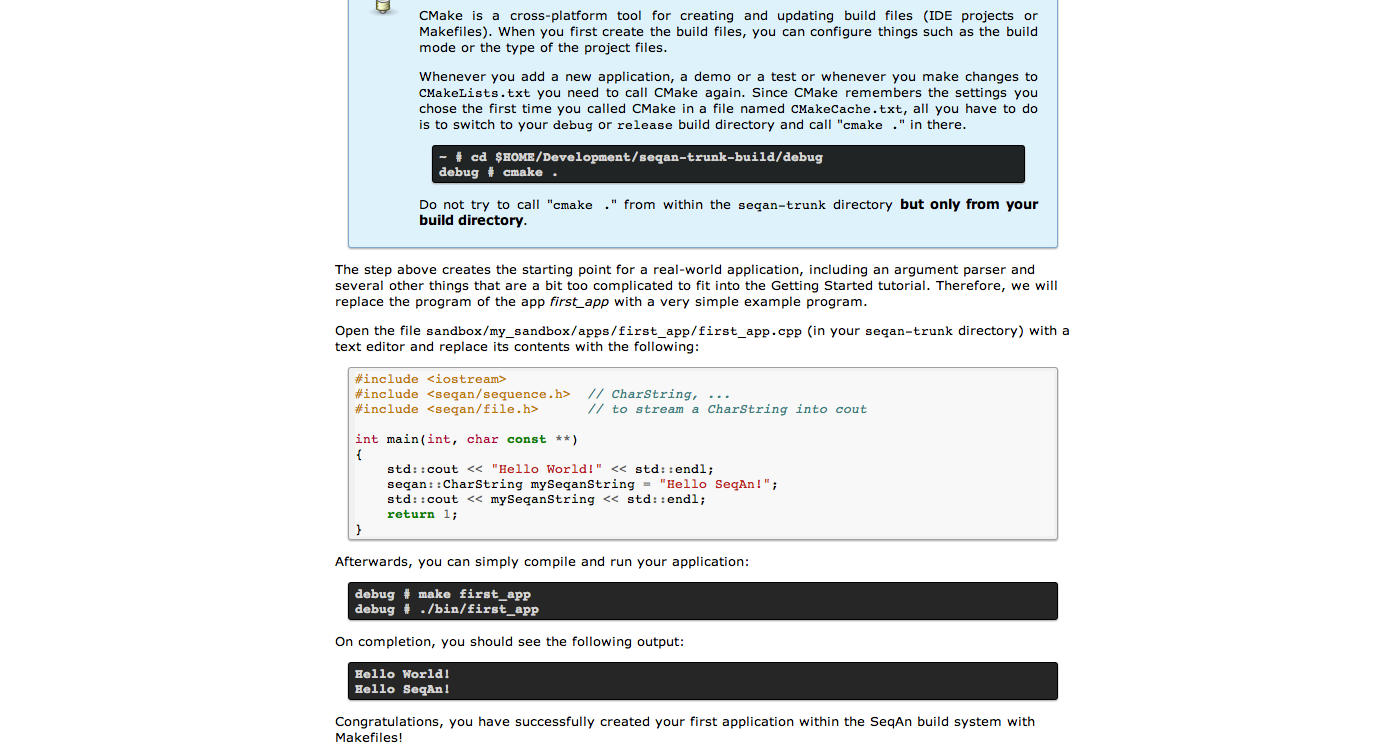 CMake is a cross-platform tool for creating and updating build files (IDE projects or
Makefiles). When you first create the build files, you can configure things such as the build
mode or the type of the project files.
Whenever you add a new application, a demo or a test or whenever you make changes to
CMakeLists.txt you need to call CMake again. Since CMake remembers the settings you
chose the first time you called CMake in a file named CMakeCache.txt, all you have to do
is to switch to your debug or release build directory and call "cmake ." in there.
~ # cd $HOME/Development/seqan-trunk-build/debug
debug # cmake .
Do not try to call "cmake ." from within the seqan-trunk directory but only from your
build directory.
The step above creates the starting point for a real-world application, including an argument parser and
several other things that are a bit too complicated to fit into the Getting Started tutorial. Therefore, we will
replace the program of the app first_app with a very simple example program.
Open the file sandbox/my_sandbox/apps/first_app/first_app.cpp (in your seqan-trunk directory) with a
text editor and replace its contents with the following:
#include <iostream>
#include <seqan/sequence.h>  // CharString, ...
#include <seqan/file.h>      // to stream a CharString into cout
int main(int, char const **)
{
    std::cout << "Hello World!" << std::endl;
    seqan::CharString mySeqanString = "Hello SeqAn!";
    std::cout << mySeqanString << std::endl;
    return 1;
}
Afterwards, you can simply compile and run your application:
debug # make first_app
debug # ./bin/first_app
On completion, you should see the following output:
Hello World!
Hello SeqAn!
Congratulations, you have successfully created your first application within the SeqAn build system with
Makefiles!